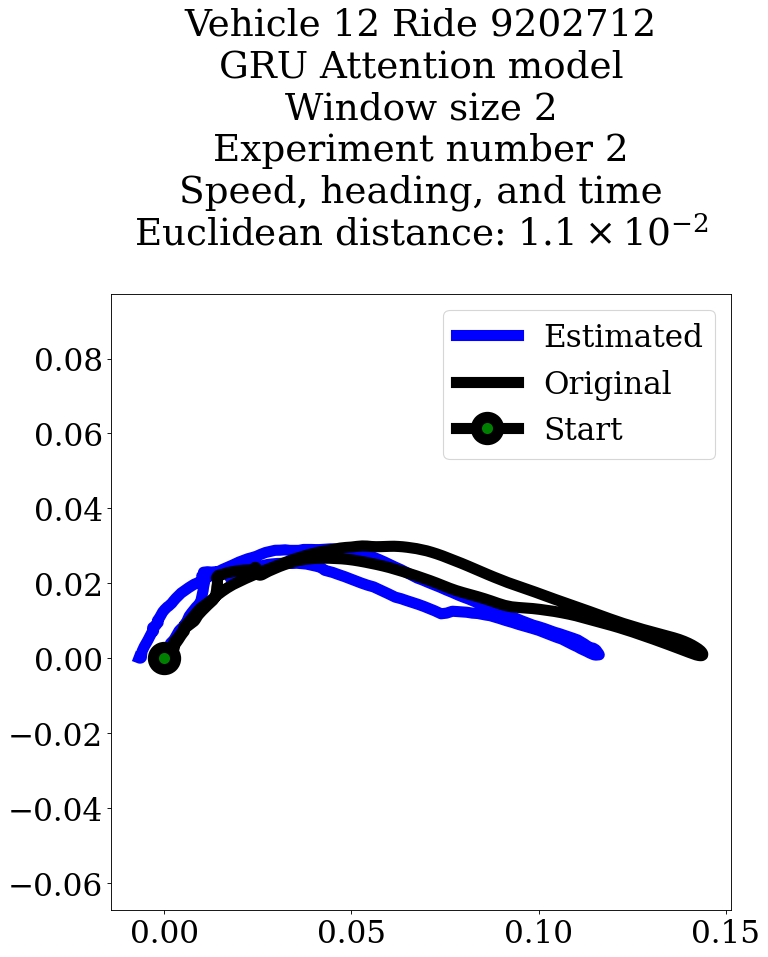 Vehicle 12 Ride 9202712
GRU Attention model
Window size 2
Experiment number 2
Speed, heading, and time
Euclidean distance: 1.1 × 10⁻²
Estimated
Original
Start
0.08
0.06
0.04
0.02
0.00
−0.02
−0.04
−0.06
0.00 0.05 0.10 0.15